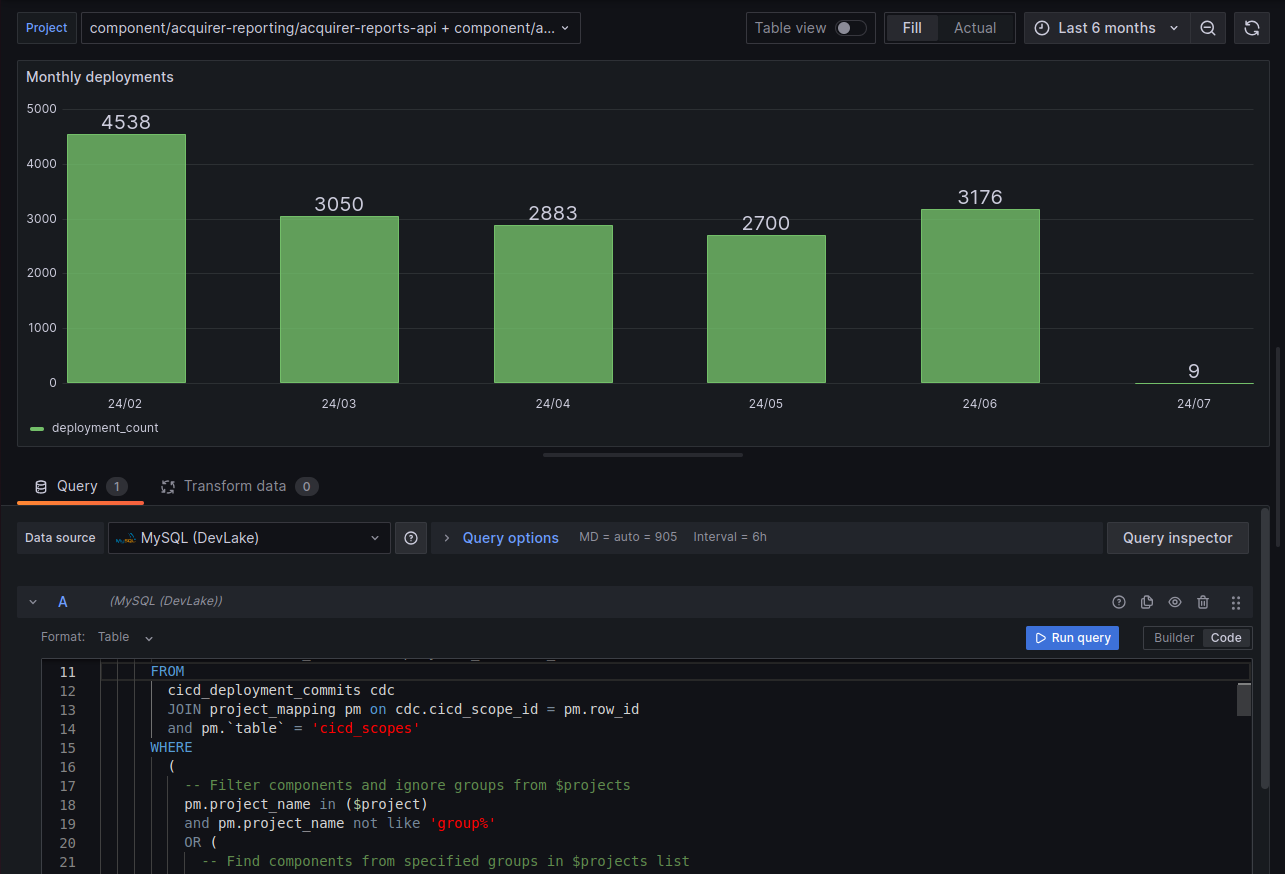 Project component/acquirer-reporting/acquirer-reports-api + component/a... Table view Fill Actual Last 6 months
Monthly deployments
5000
4000
3000
2000
1000
0
4538
3050
2883
2700
3176
9
24/02 24/03 24/04 24/05 24/06 24/07
deployment_count
Query 1 Transform data 0
Data source MySQL (DevLake) Query options MD = auto = 905 Interval = 6h Query inspector
A (MySQL (DevLake))
Format: Table Run query Builder Code
11 FROM
12 cicd_deployment_commits cdc
13 JOIN project_mapping pm on cdc.cicd_scope_id = pm.row_id
14 and pm.`table` = 'cicd_scopes'
15 WHERE
16 (
17 -- Filter components and ignore groups from $projects
18 pm.project_name in ($project)
19 and pm.project_name not like 'group%'
20 OR (
21 -- Find components from specified groups in $projects list